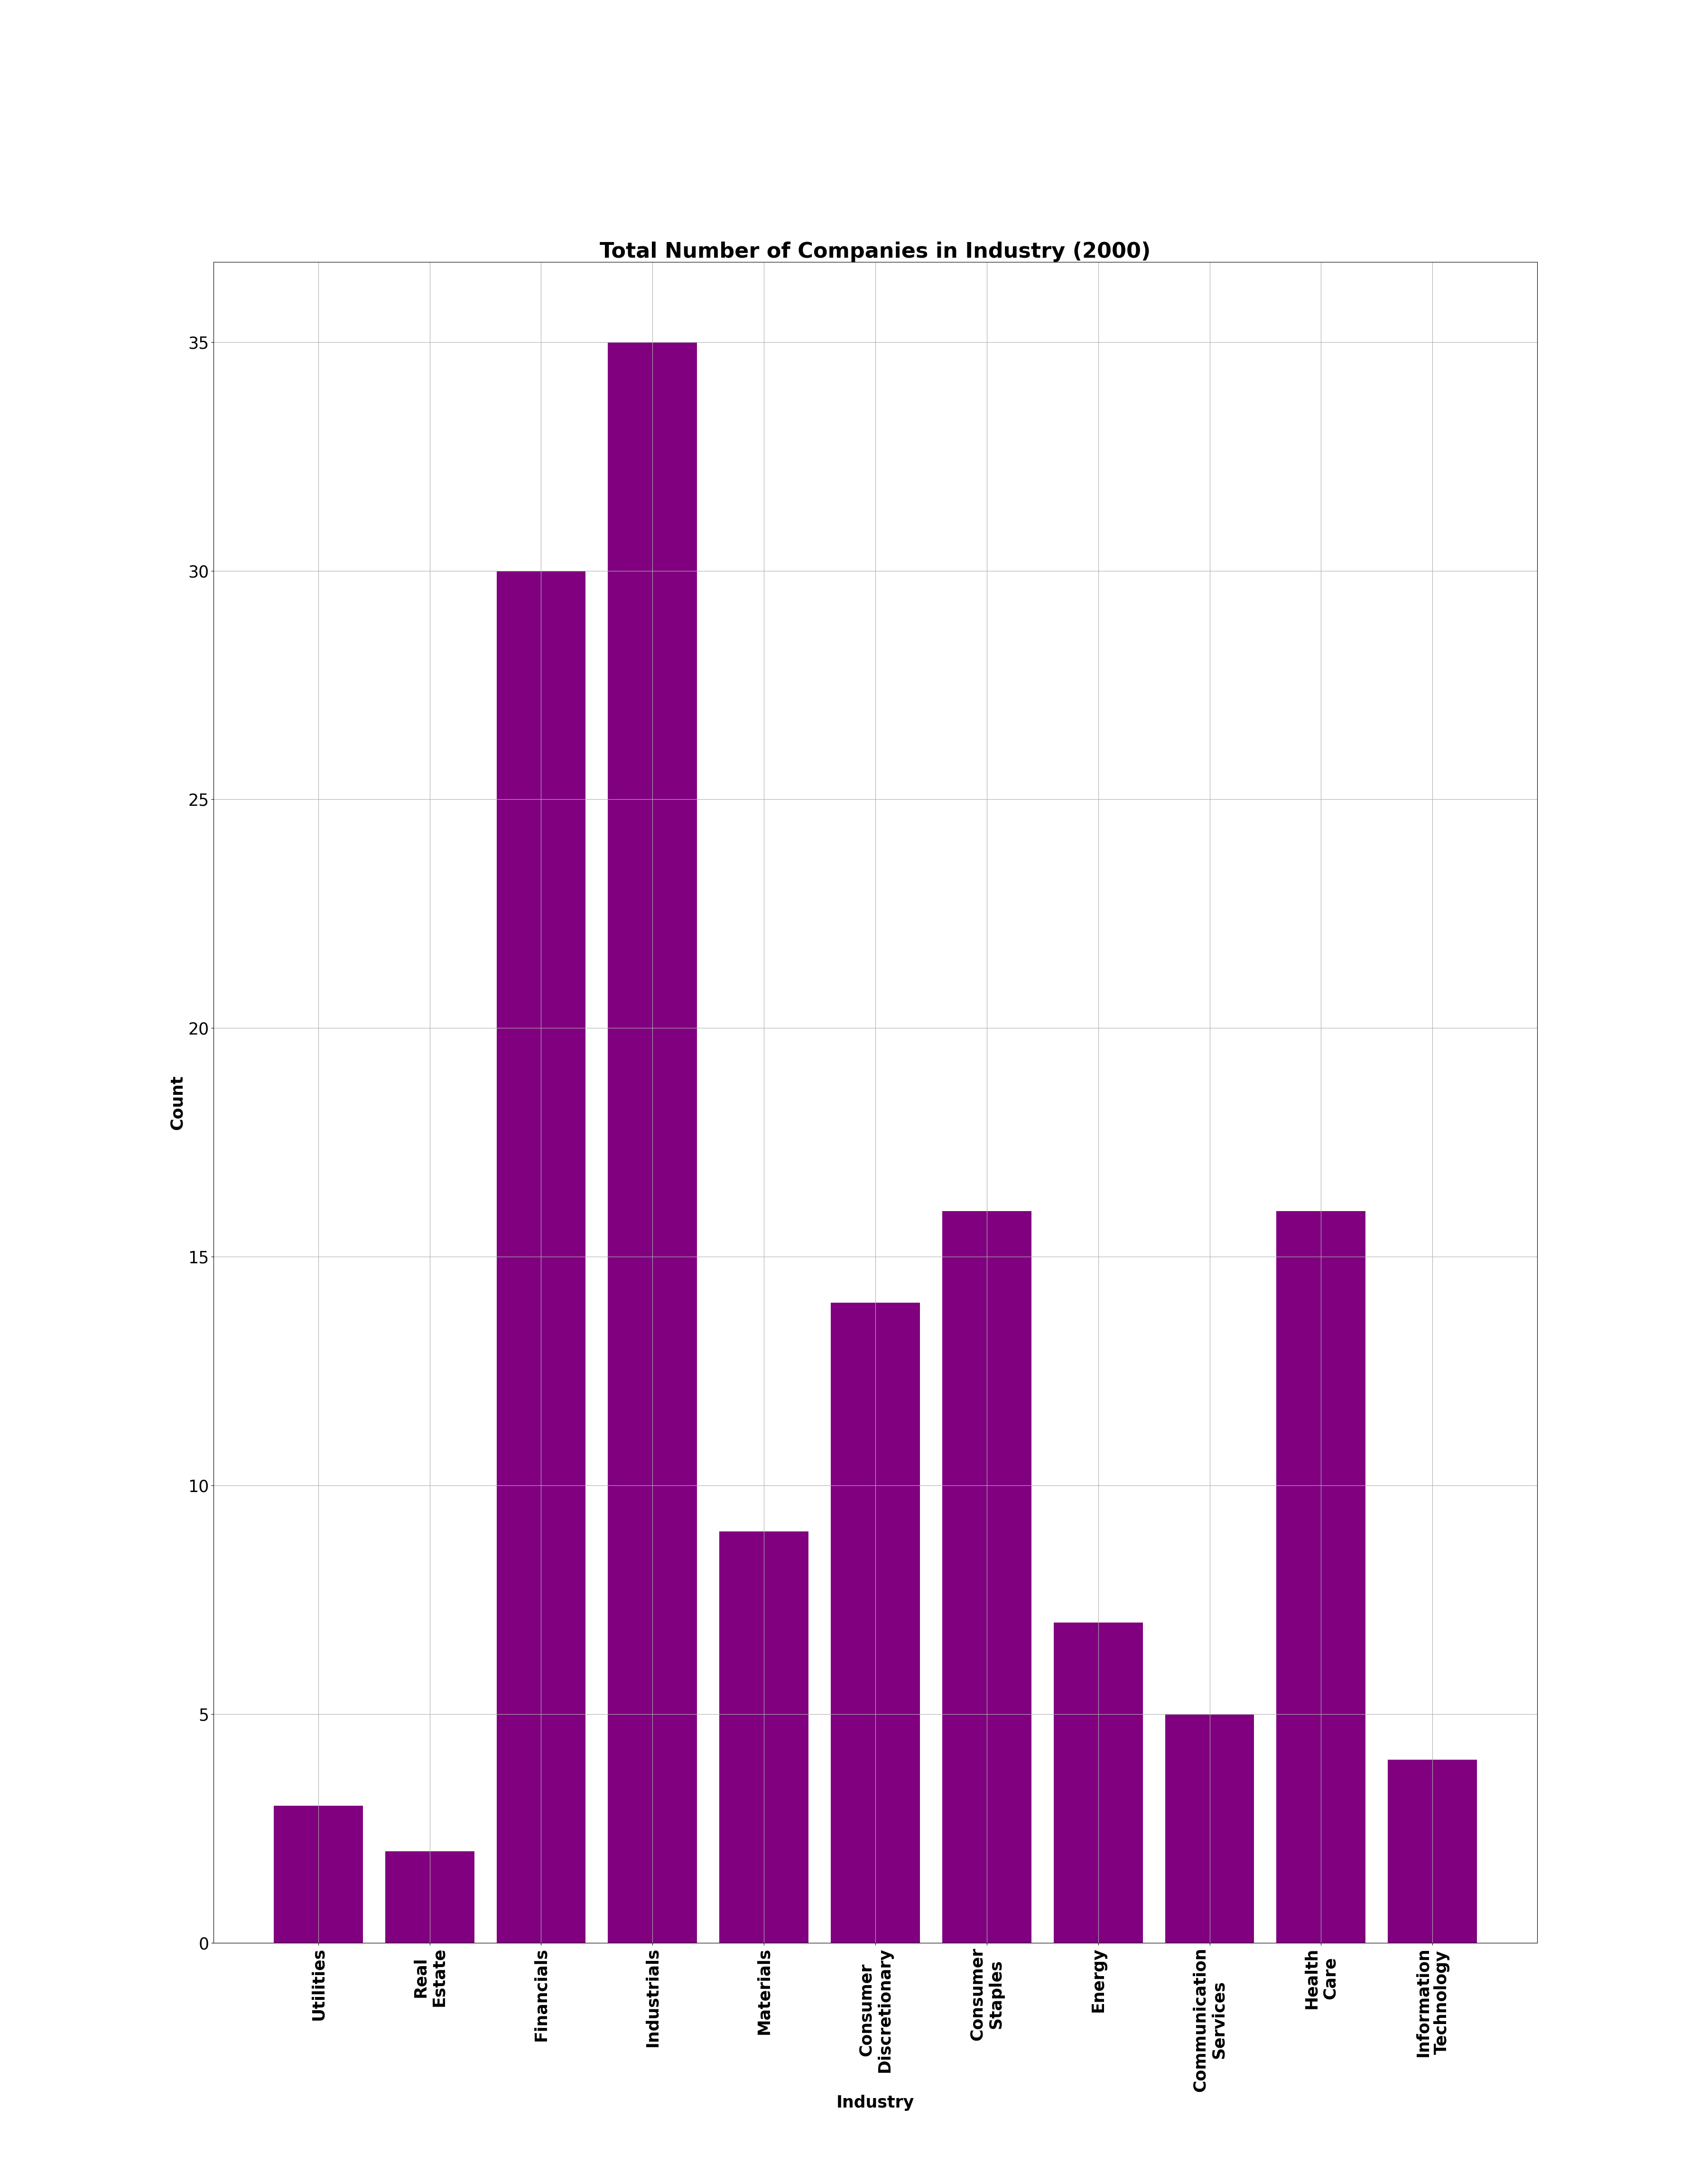 Total Number of Companies in Industry (2000)
35
30
25
20
15
10
5
0
Count
Utilities
Real
Estate
Financials
Industrials
Materials
Consumer
Discretionary
Consumer
Staples
Energy
Communication
Services
Health
Care
Information
Technology
Industry